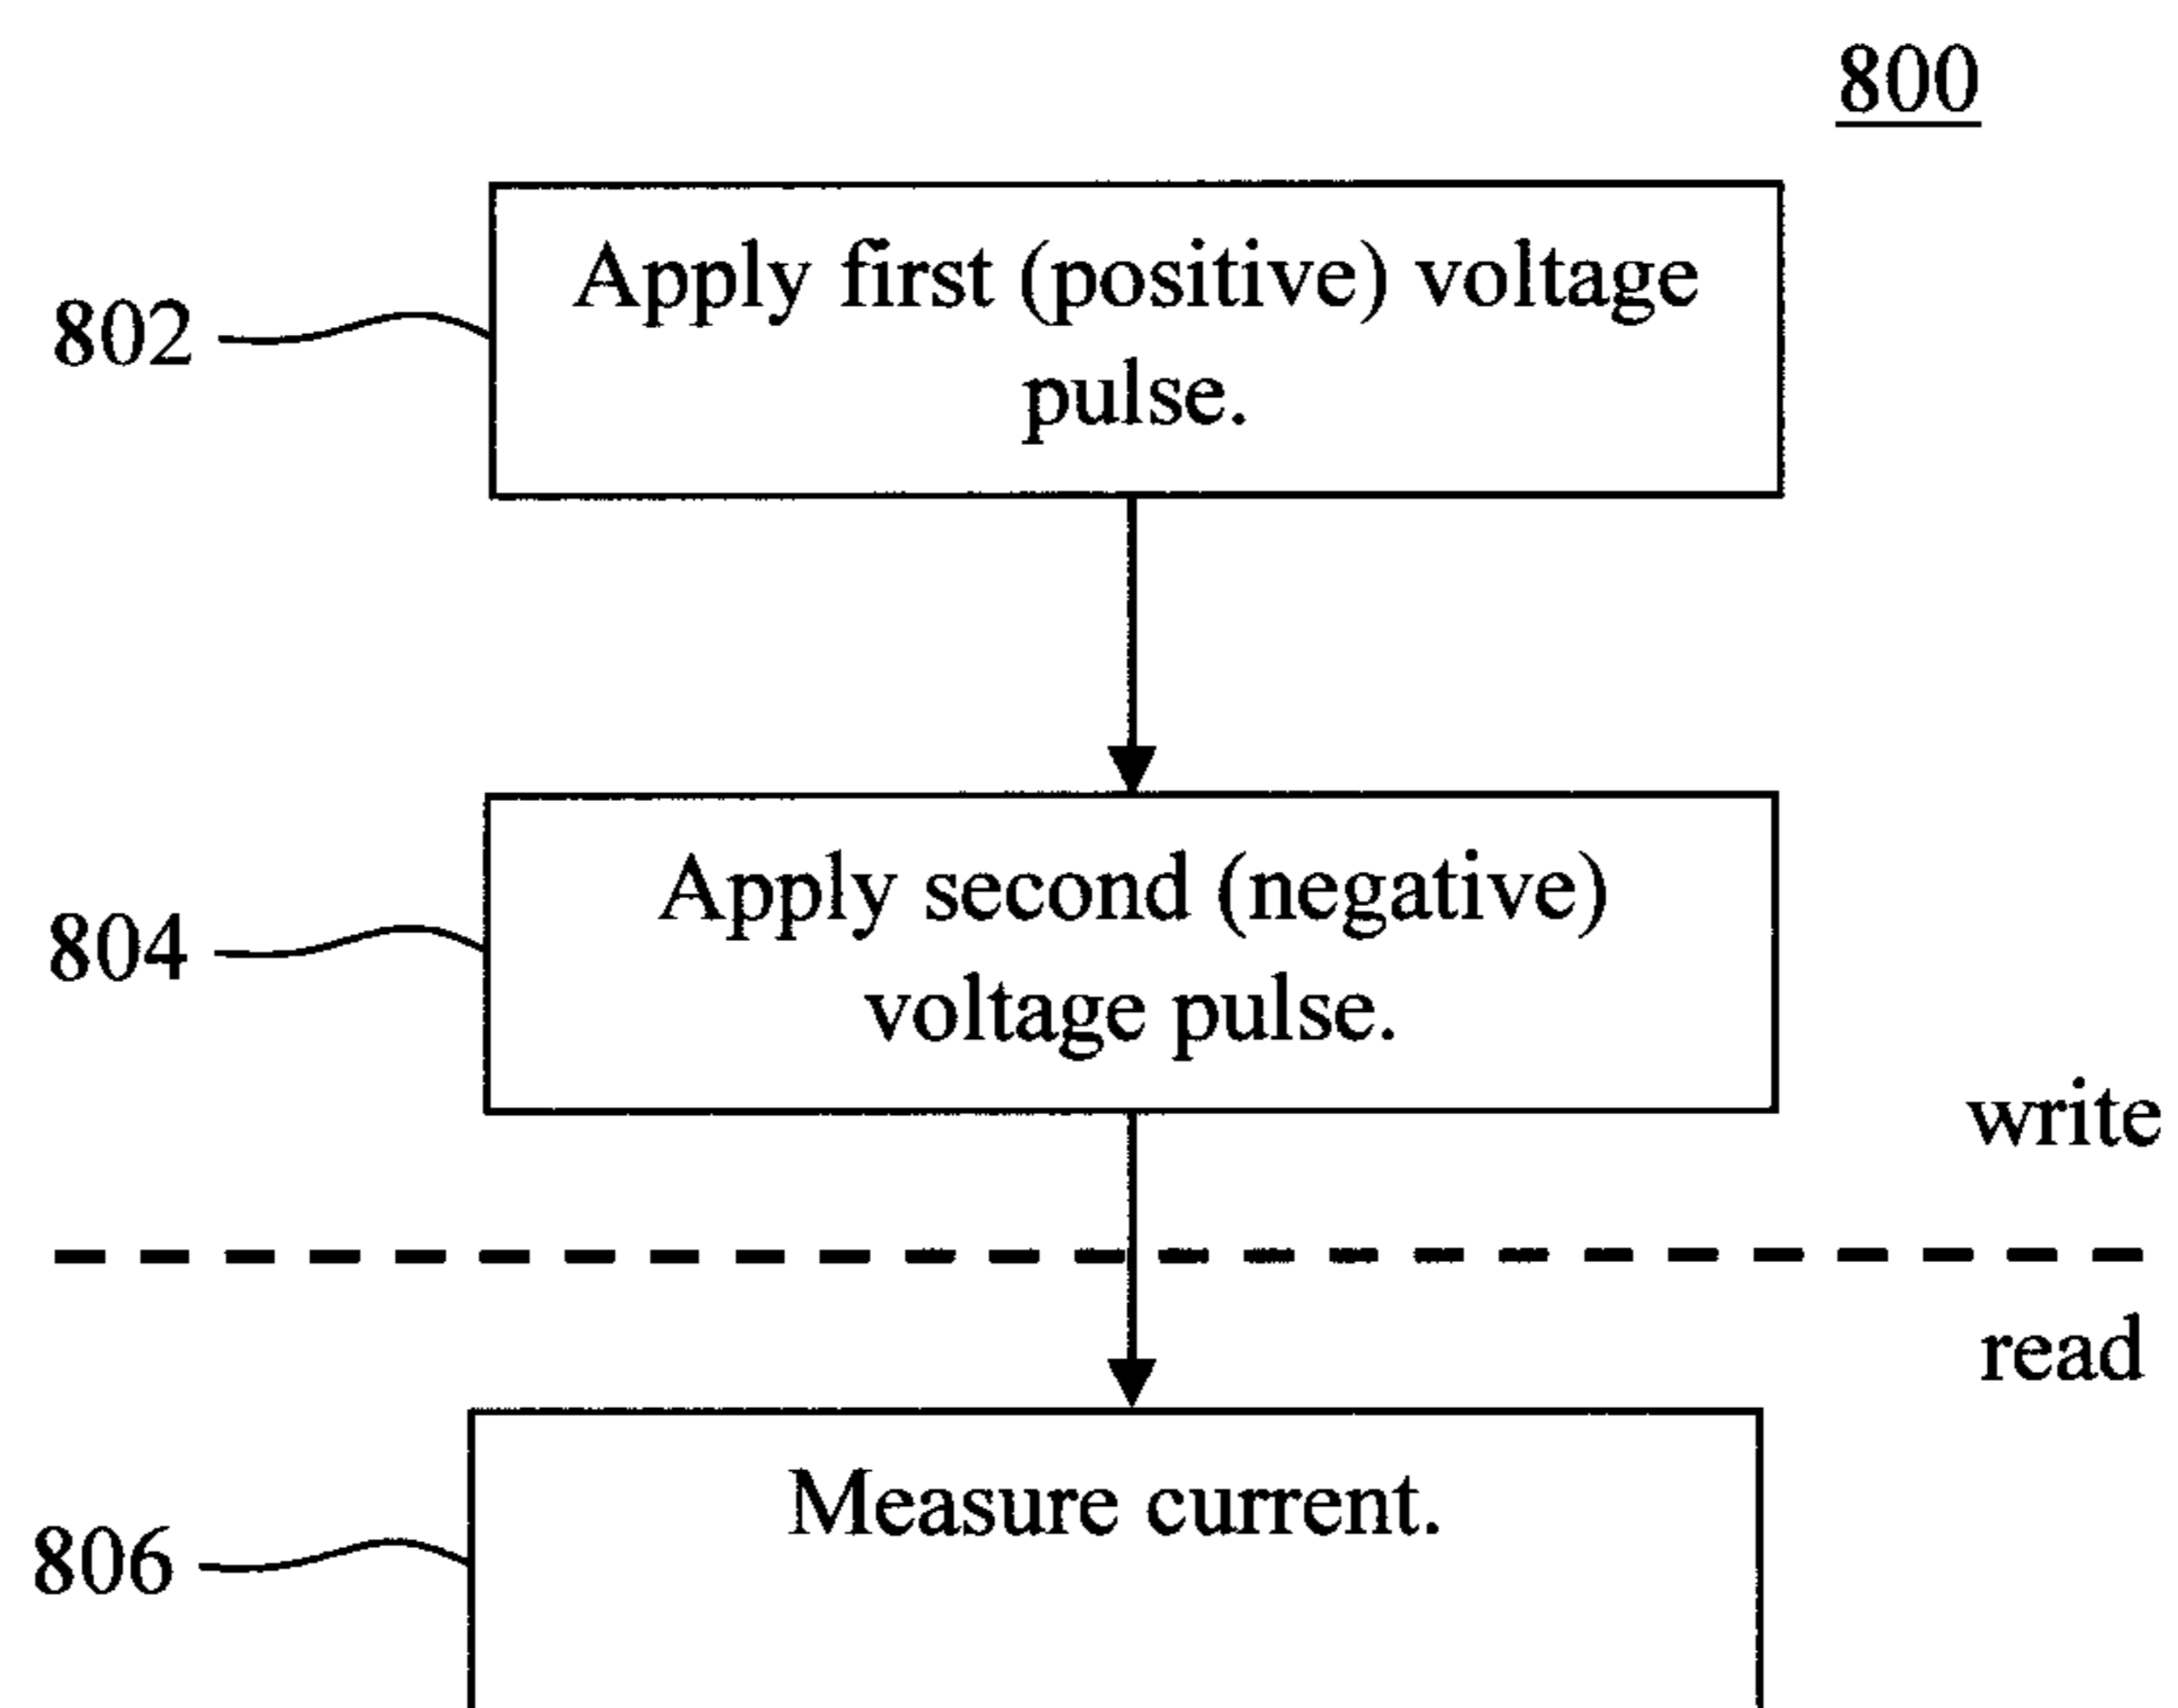 800
802
Apply first (positive) voltage
pulse.
804
Apply second (negative)
voltage pulse.
write
read
806
Measure current.